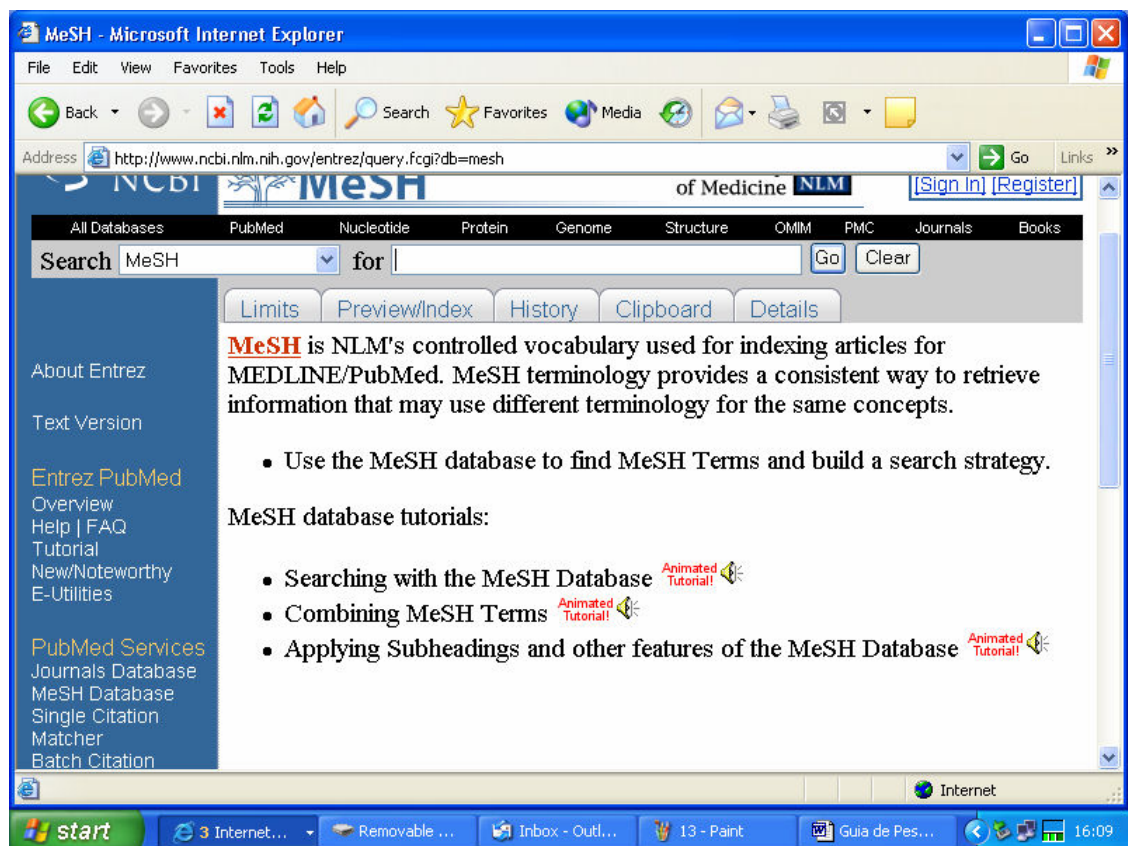 MeSH - Microsoft Internet Explorer
File Edit View Favorites Tools Help
Back Search Favorites Media
Address http://www.ncbi.nlm.nih.gov/entrez/query.fcgi?db=mesh Go Links »
NCBI MeSH of Medicine NLM [Sign In] [Register]
All Databases PubMed Nucleotide Protein Genome Structure OMIM PMC Journals Books
Search MeSH for Go Clear
Limits Preview/Index History Clipboard Details
About Entrez
Text Version
Entrez PubMed
Overview
Help | FAQ
Tutorial
New/Noteworthy
E-Utilities
PubMed Services
Journals Database
MeSH Database
Single Citation
Matcher
Batch Citation
MeSH is NLM's controlled vocabulary used for indexing articles for
MEDLINE/PubMed. MeSH terminology provides a consistent way to retrieve
information that may use different terminology for the same concepts.
• Use the MeSH database to find MeSH Terms and build a search strategy.
MeSH database tutorials:
• Searching with the MeSH Database Animated Tutorial!
• Combining MeSH Terms Animated Tutorial!
• Applying Subheadings and other features of the MeSH Database Animated Tutorial!
Internet
start 3 Internet... Removable ... Inbox - Outl... 13 - Paint Guia de Pes... 16:09